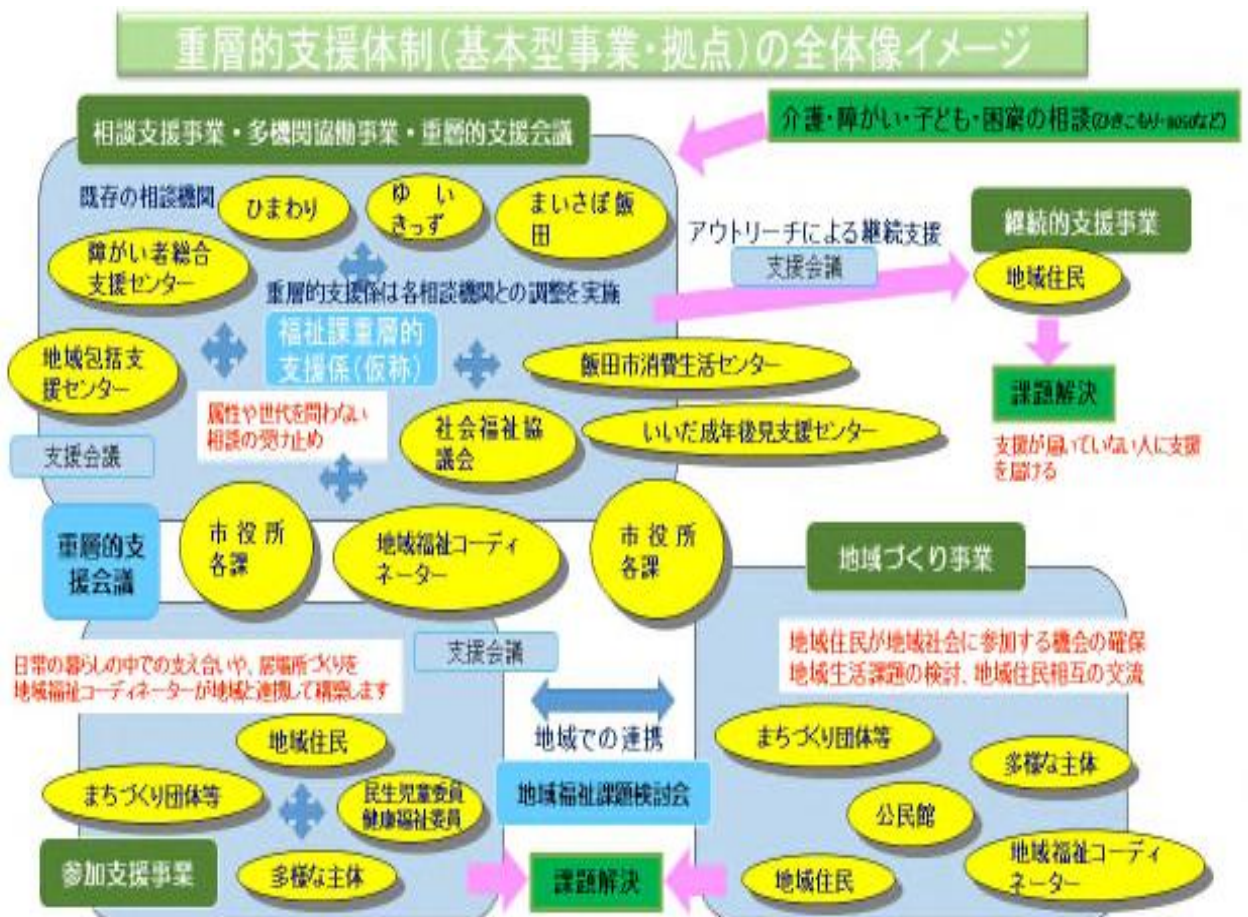 重層的支援体制(基本型事業・拠点)の全体像イメージ
相談支援事業・多機関協働事業・重層的支援会議
介護・障がい・子ども・困窮の相談(ひきこもり・8050など)
既存の相談機関
ひまわり
ゆ い
きっず
まいさぽ飯
田
障がい者総合
支援センター
重層的支援係は各相談機関との調整を実施
福祉課重層的
支援係(仮称)
地域包括支
援センター
属性や世代を問わない
相談の受け止め
社会福祉協
議会
飯田市消費生活センター
いいだ成年後見支援センター
支援会議
アウトリーチによる継続支援
支援会議
継続的支援事業
地域住民
課題解決
支援が届いていない人に支援
を届ける
重層的支
援会議
市 役 所
各課
地域福祉コーディ
ネーター
市 役 所
各課
地域づくり事業
支援会議
日常の暮らしの中での支え合いや、居場所づくりを
地域福祉コーディネーターが地域と連携して構築します
地域住民
まちづくり団体等
民生児童委員
健康福祉委員
多様な主体
参加支援事業
地域での連携
地域福祉課題検討会
課題解決
地域住民が地域社会に参加する機会の確保
地域生活課題の検討、地域住民相互の交流
まちづくり団体等
多様な主体
公民館
地域福祉コーディ
ネーター
地域住民